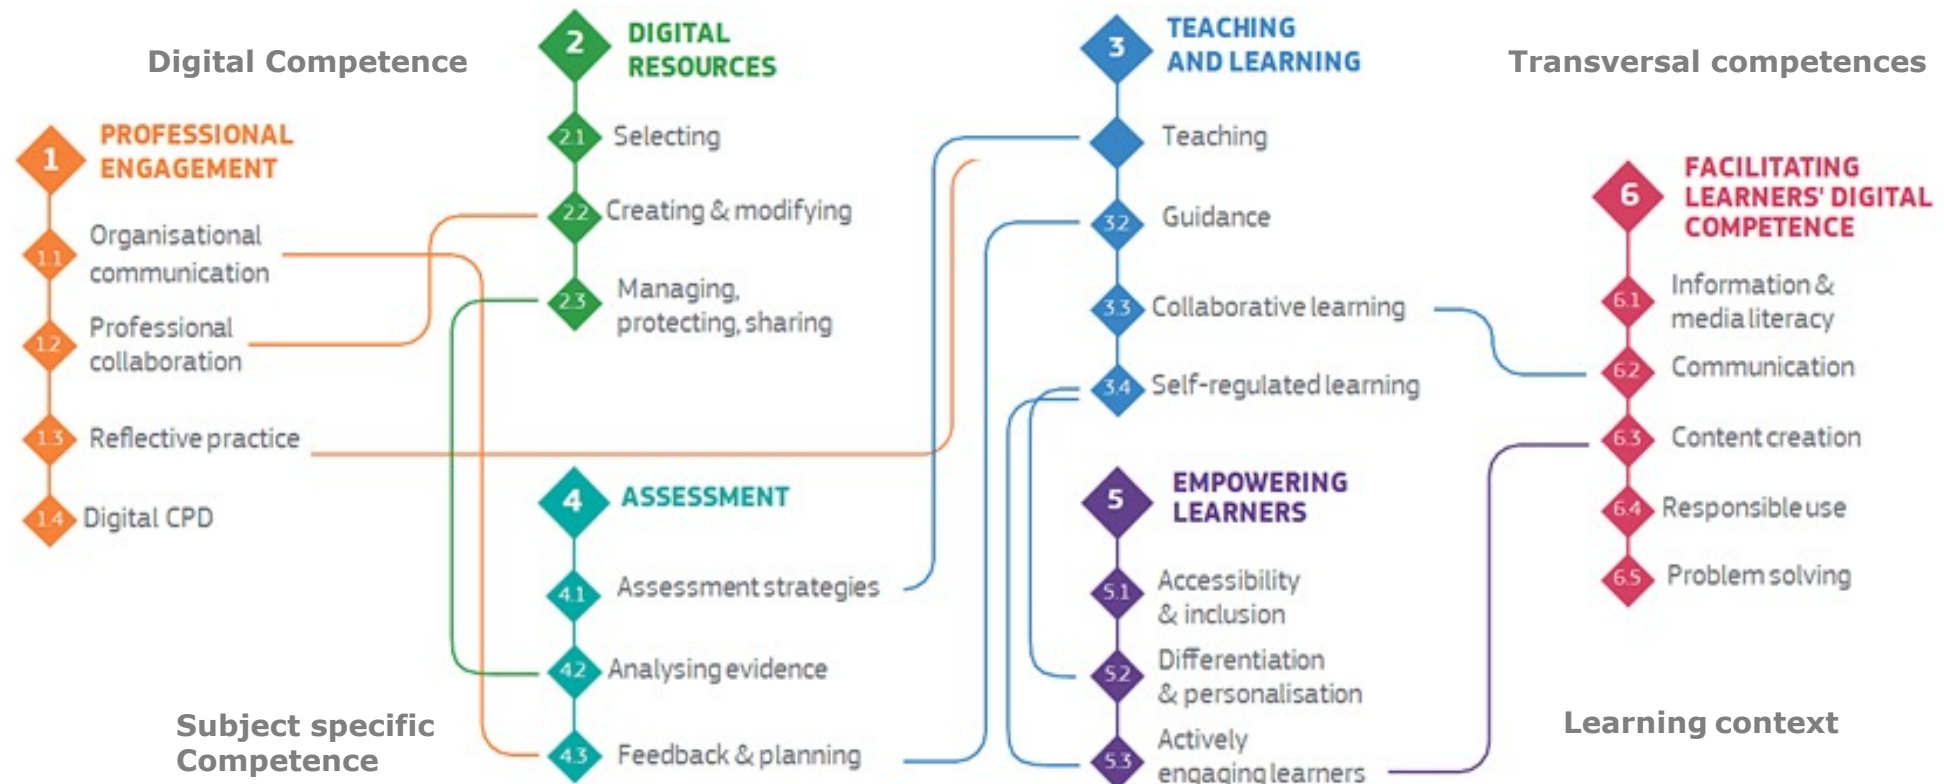 Digital Competence
1
PROFESSIONAL
ENGAGEMENT
1.1
Organisational
communication
1.2
Professional
collaboration
1.3
Reflective practice
1.4
Digital CPD
2
DIGITAL
RESOURCES
2.1
Selecting
2.2
Creating & modifying
2.3
Managing,
protecting, sharing
3
TEACHING
AND LEARNING
Teaching
3.2
Guidance
3.3
Collaborative learning
3.4
Self-regulated learning
4
ASSESSMENT
4.1
Assessment strategies
4.2
Analysing evidence
4.3
Feedback & planning
5
EMPOWERING
LEARNERS
5.1
Accessibility
& inclusion
5.2
Differentiation
& personalisation
5.3
Actively
engaging learners
Transversal competences
6
FACILITATING
LEARNERS' DIGITAL
COMPETENCE
6.1
Information &
media literacy
6.2
Communication
6.3
Content creation
6.4
Responsible use
6.5
Problem solving
Subject specific
Competence
Learning context